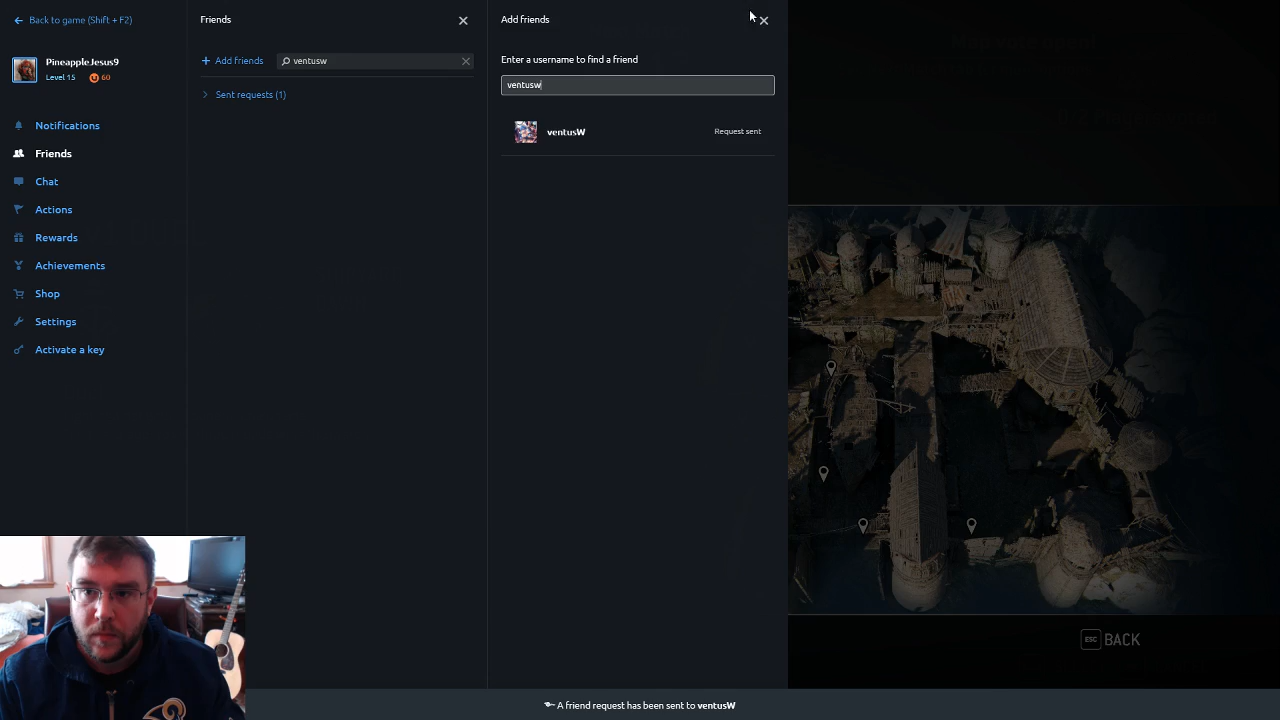 Back to game (Shift + F2)
PineappleJesus9
Level 15
60
Notifications
Friends
Chat
Actions
Rewards
Achievements
Shop
Settings
Activate a key
Friends
Add friends
ventusw
Sent requests (1)
Add friends
Enter a username to find a friend
ventusw
ventusW
Request sent
ESC BACK
A friend request has been sent to ventusW